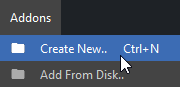 Addons
Create New.. Ctrl+N
Add From Disk..